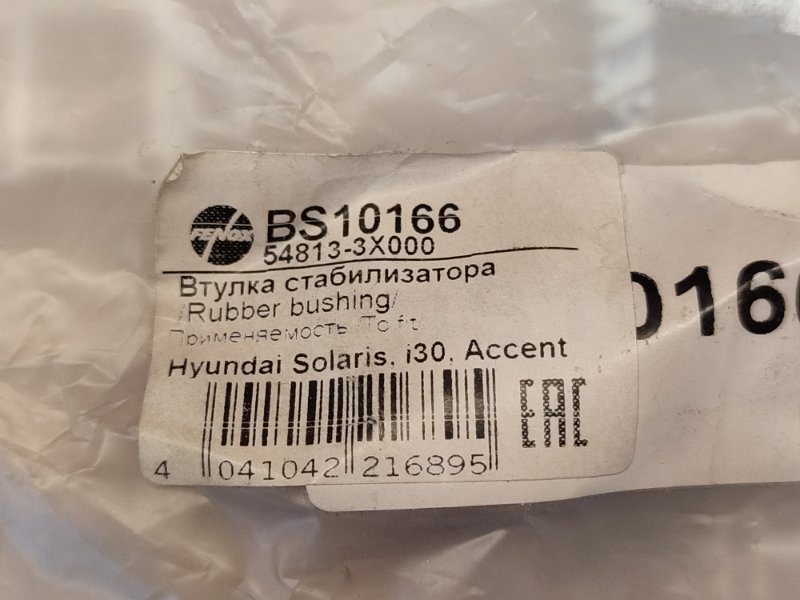 FENOX
BS10166
54813-3X000
Втулка стабилизатора
/Rubber bushing/
Применяемость /To fit/
Hyundai Solaris, i30, Accent
EAC
4 041042 216895
0166